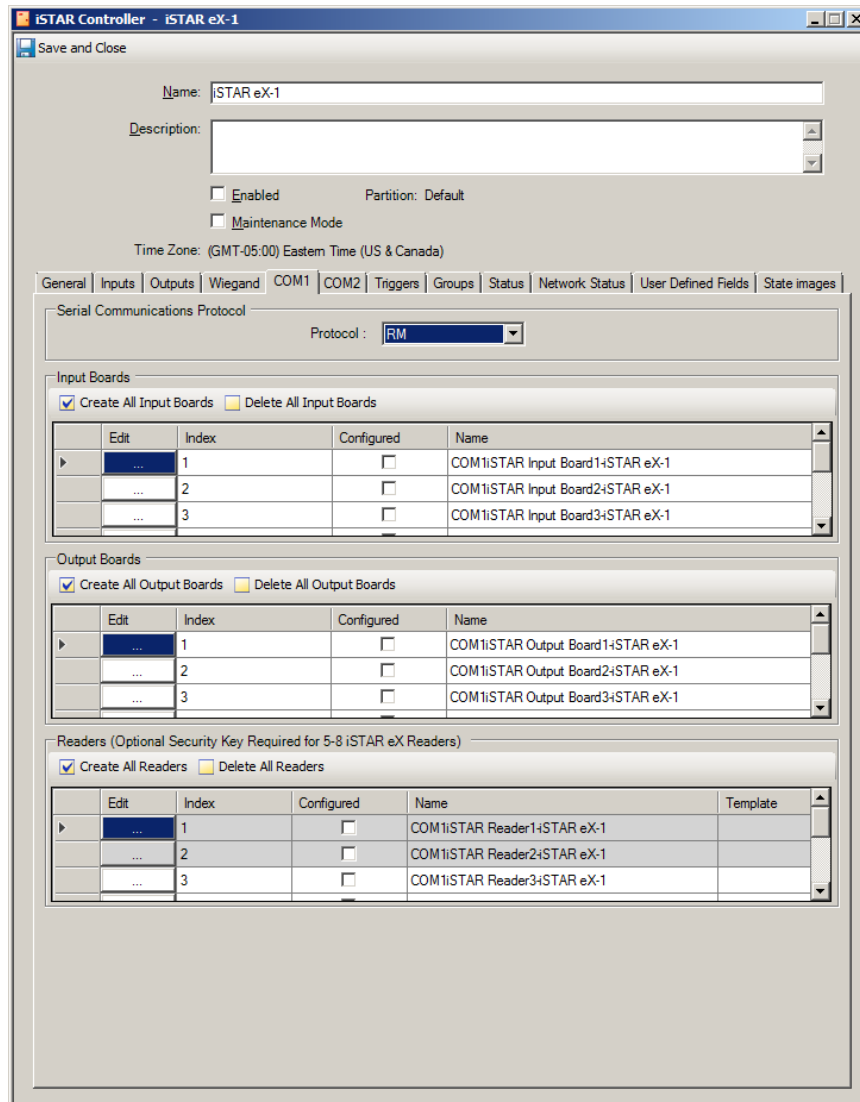 iSTAR Controller - iSTAR eX-1
Save and Close
Name: iSTAR eX-1
Description:
Enabled Partition: Default
Maintenance Mode
Time Zone: (GMT-05:00) Eastern Time (US & Canada)
General Inputs Outputs Wiegand COM1 COM2 Triggers Groups Status Network Status User Defined Fields State images
Serial Communications Protocol
Protocol : RM
Input Boards
Create All Input Boards Delete All Input Boards
Edit Index Configured Name
... 1 COM1iSTAR Input Board1-iSTAR eX-1
... 2 COM1iSTAR Input Board2-iSTAR eX-1
... 3 COM1iSTAR Input Board3-iSTAR eX-1
Output Boards
Create All Output Boards Delete All Output Boards
Edit Index Configured Name
... 1 COM1iSTAR Output Board1-iSTAR eX-1
... 2 COM1iSTAR Output Board2-iSTAR eX-1
... 3 COM1iSTAR Output Board3-iSTAR eX-1
Readers (Optional Security Key Required for 5-8 iSTAR eX Readers)
Create All Readers Delete All Readers
Edit Index Configured Name Template
... 1 COM1iSTAR Reader1-iSTAR eX-1
... 2 COM1iSTAR Reader2-iSTAR eX-1
... 3 COM1iSTAR Reader3-iSTAR eX-1